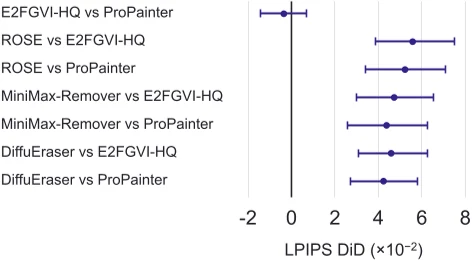 E2FGVI-HQ vs ProPainter
ROSE vs E2FGVI-HQ
ROSE vs ProPainter
MiniMax-Remover vs E2FGVI-HQ
MiniMax-Remover vs ProPainter
DiffuEraser vs E2FGVI-HQ
DiffuEraser vs ProPainter
-2 0 2 4 6 8
LPIPS DiD (×10⁻²)